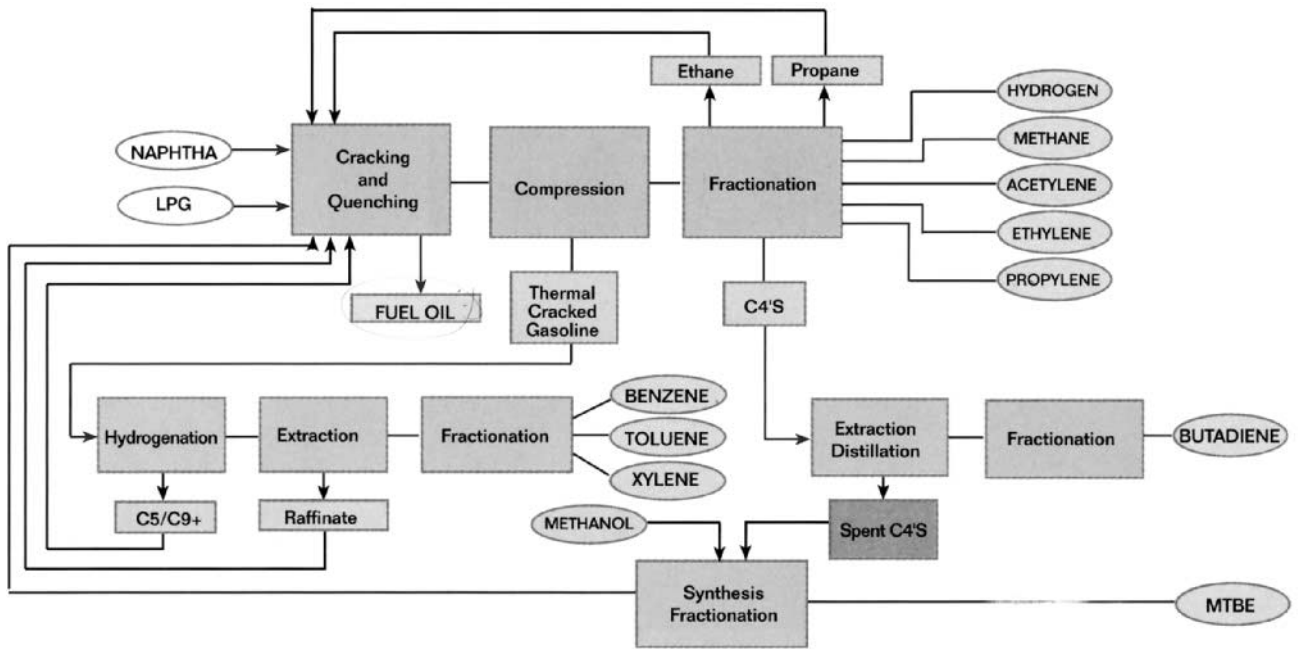 Ethane
Propane
HYDROGEN
NAPHTHA
LPG
Cracking
and
Quenching
Compression
Fractionation
METHANE
ACETYLENE
ETHYLENE
PROPYLENE
FUEL OIL
Thermal
Cracked
Gasoline
C4'S
Hydrogenation
Extraction
Fractionation
BENZENE
TOLUENE
XYLENE
Extraction
Distillation
Fractionation
BUTADIENE
C5/C9+
Raffinate
METHANOL
Spent C4'S
Synthesis
Fractionation
MTBE